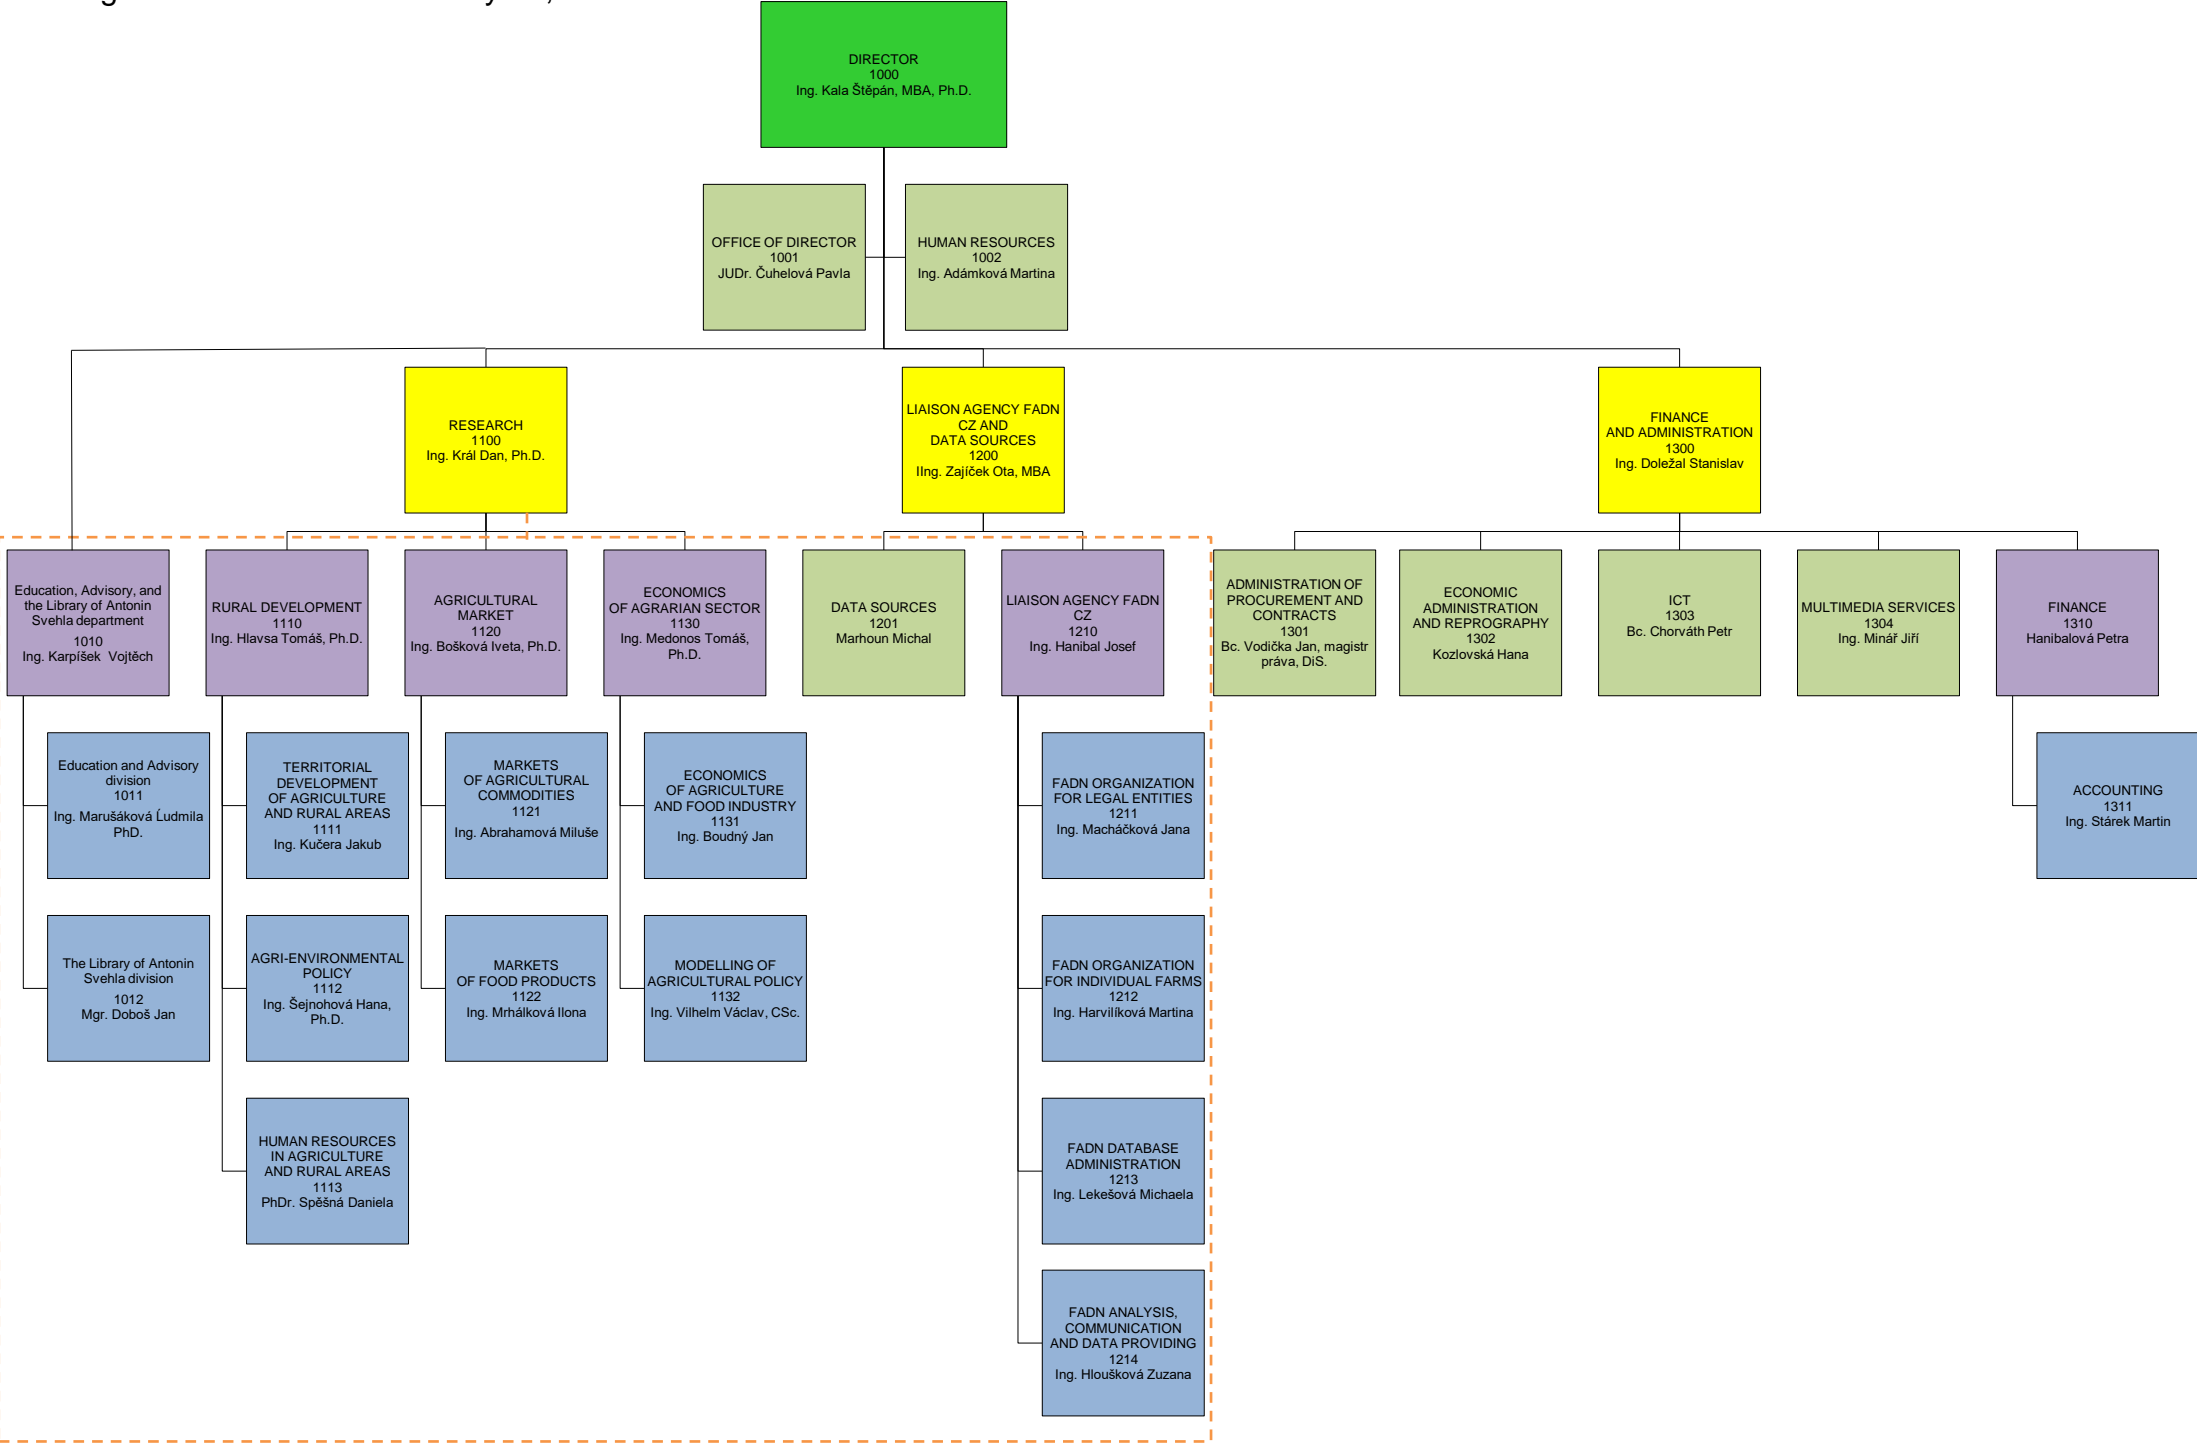 DIRECTOR
1000
Ing. Kala Štěpán, MBA, Ph.D.
OFFICE OF DIRECTOR
1001
JUDr. Čuhelová Pavla
HUMAN RESOURCES
1002
Ing. Adámková Martina
RESEARCH
1100
Ing. Král Dan, Ph.D.
LIAISON AGENCY FADN
CZ AND
DATA SOURCES
1200
IIng. Zajíček Ota, MBA
FINANCE
AND ADMINISTRATION
1300
Ing. Doležal Stanislav
Education, Advisory, and
the Library of Antonin
Svehla department
1010
Ing. Karpíšek  Vojtěch
RURAL DEVELOPMENT
1110
Ing. Hlavsa Tomáš, Ph.D.
AGRICULTURAL
MARKET
1120
Ing. Bošková Iveta, Ph.D.
ECONOMICS
OF AGRARIAN SECTOR
1130
Ing. Medonos Tomáš,
Ph.D.
DATA SOURCES
1201
Marhoun Michal
LIAISON AGENCY FADN
CZ
1210
Ing. Hanibal Josef
ADMINISTRATION OF
PROCUREMENT AND
CONTRACTS
1301
Bc. Vodička Jan, magistr
práva, DiS.
ECONOMIC
ADMINISTRATION
AND REPROGRAPHY
1302
Kozlovská Hana
ICT
1303
Bc. Chorváth Petr
MULTIMEDIA SERVICES
1304
Ing. Minář Jiří
FINANCE
1310
Hanibalová Petra
Education and Advisory
division
1011
Ing. Marušáková Ĺudmila
PhD.
TERRITORIAL
DEVELOPMENT
OF AGRICULTURE
AND RURAL AREAS
1111
Ing. Kučera Jakub
MARKETS
OF AGRICULTURAL
COMMODITIES
1121
Ing. Abrahamová Miluše
ECONOMICS
OF AGRICULTURE
AND FOOD INDUSTRY
1131
Ing. Boudný Jan
FADN ORGANIZATION
FOR LEGAL ENTITIES
1211
Ing. Macháčková Jana
ACCOUNTING
1311
Ing. Stárek Martin
The Library of Antonin
Svehla division
1012
Mgr. Doboš Jan
AGRI-ENVIRONMENTAL
POLICY
1112
Ing. Šejnohová Hana,
Ph.D.
MARKETS
OF FOOD PRODUCTS
1122
Ing. Mrhálková Ilona
MODELLING OF
AGRICULTURAL POLICY
1132
Ing. Vilhelm Václav, CSc.
FADN ORGANIZATION
FOR INDIVIDUAL FARMS
1212
Ing. Harvilíková Martina
HUMAN RESOURCES
IN AGRICULTURE
AND RURAL AREAS
1113
PhDr. Spěšná Daniela
FADN DATABASE
ADMINISTRATION
1213
Ing. Lekešová Michaela
FADN ANALYSIS,
COMMUNICATION
AND DATA PROVIDING
1214
Ing. Hloušková Zuzana